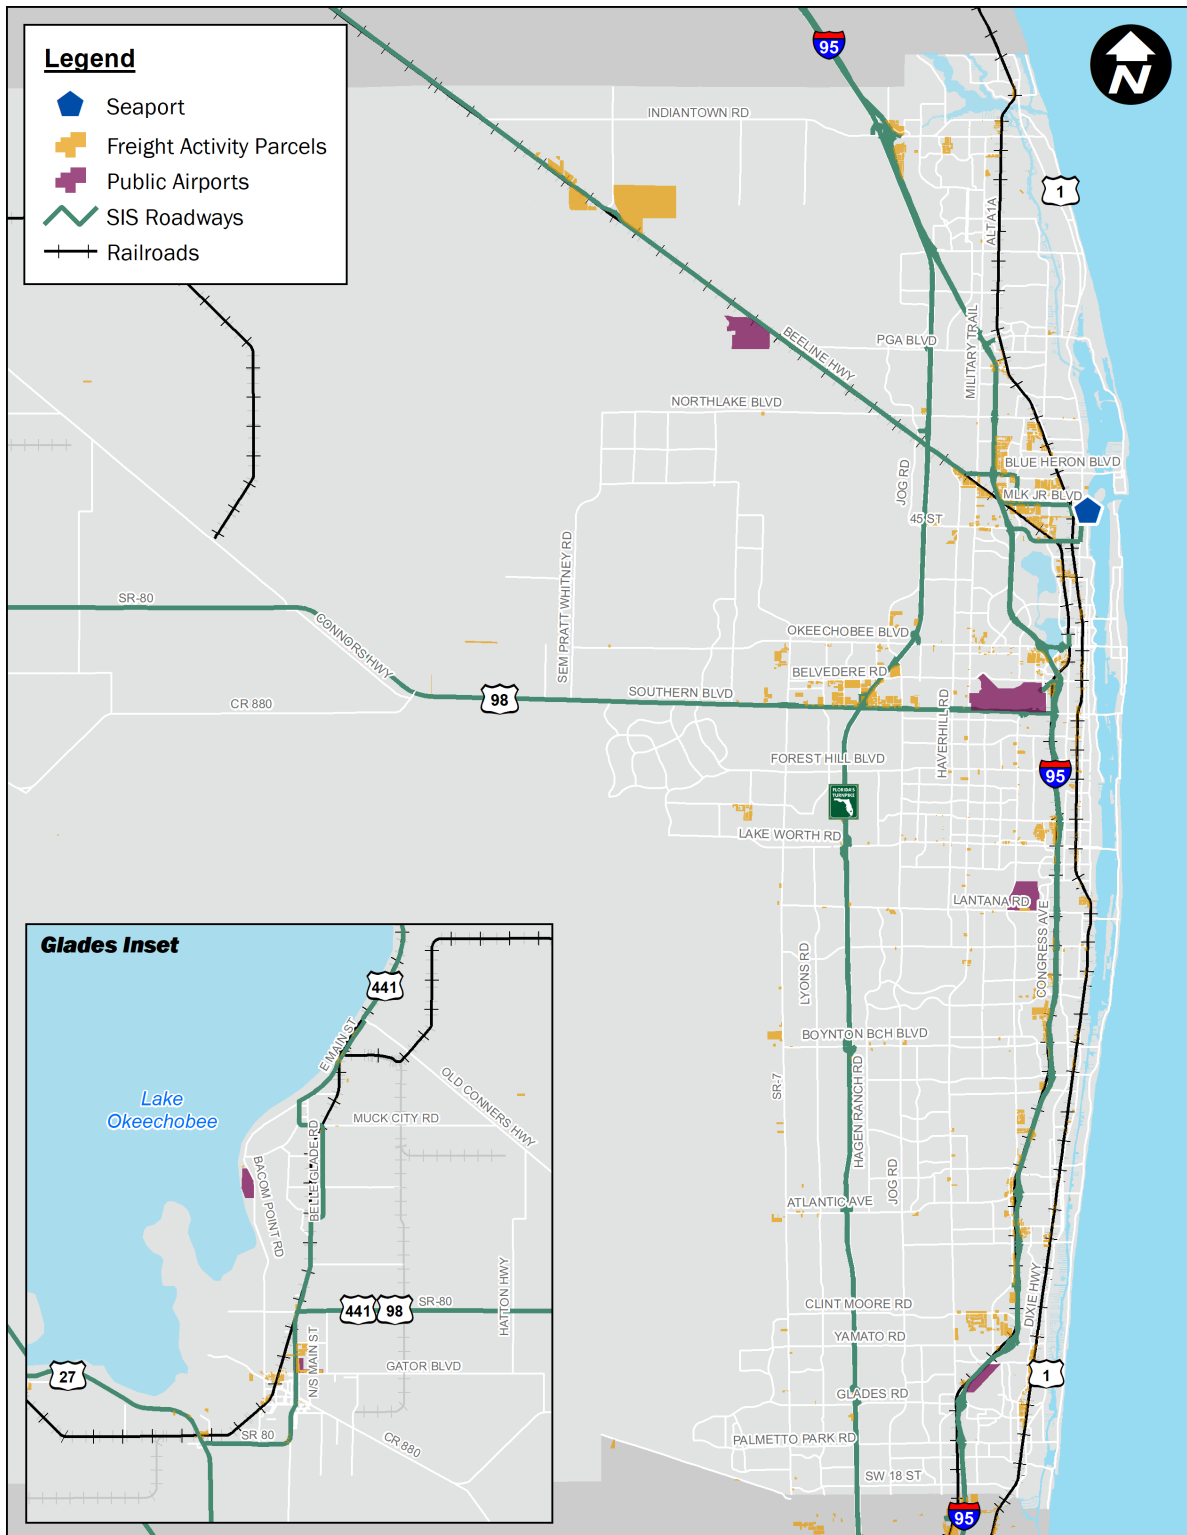 Legend
Seaport
Freight Activity Parcels
Public Airports
SIS Roadways
Railroads
95
N
INDIANTOWN RD
1
ALT A1A
MILITARY TRAIL
PGA BLVD
BEELINE HWY
NORTHLAKE BLVD
BLUE HERON BLVD
JOG RD
MLK JR BLVD
45 ST
SEM PRATT WHITNEY RD
SR-80
CONNORS HWY
OKEECHOBEE BLVD
BELVEDERE RD
98
SOUTHERN BLVD
CR 880
HAVERHILL RD
FOREST HILL BLVD
95
FLORIDA'S
TURNPIKE
LAKE WORTH RD
LANTANA RD
CONGRESS AVE
LYONS RD
BOYNTON BCH BLVD
HAGEN RANCH RD
SR-7
JOG RD
ATLANTIC AVE
DIXIE HWY
CLINT MOORE RD
YAMATO RD
1
GLADES RD
PALMETTO PARK RD
SW 18 ST
95
Glades Inset
441
E MAIN ST
OLD CONNERS HWY
Lake
Okeechobee
MUCK CITY RD
BELLE GLADE RD
BACOM POINT RD
HATTON HWY
441
98
SR-80
N/S MAIN ST
GATOR BLVD
27
SR 80
CR 880